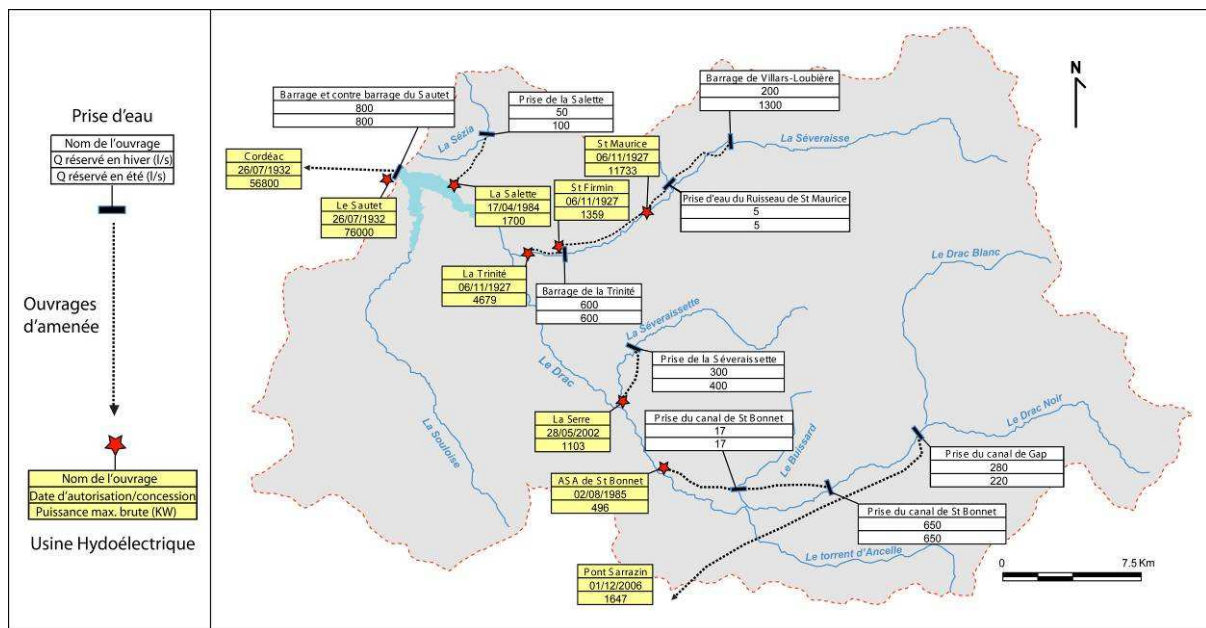 Prise d'eau
Nom de l'ouvrage
Q réservé en hiver (l/s)
Q réservé en été (l/s)
Ouvrages
d'amenée
Nom de l'ouvrage
Date d'autorisation/concession
Puissance max. brute (KW)
Usine Hydoélectrique
Barrage et contre barrage du Sautet
800
800
Prise de la Salette
50
100
Barrage de Villars-Loubière
200
1300
N
La Sézia
La Séveraisse
Cordéac
26/07/1932
56800
St Maurice
06/11/1927
11733
Le Sautet
26/07/1932
76000
La Salette
17/04/1984
1700
St Firmin
06/11/1927
1359
Prise d'eau du Ruisseau de St Maurice
5
5
La Trinité
06/11/1927
4679
Barrage de la Trinité
600
600
Le Drac Blanc
La Séveraissette
Prise de la Séveraissette
300
400
Le Drac
La Souloise
La Serre
28/05/2002
1103
Prise du canal de St Bonnet
17
17
Le Buissard
Le Drac Noir
Prise du canal de Gap
280
220
ASA de St Bonnet
02/08/1985
496
Prise du canal de St Bonnet
650
650
Le torrent d'Ancelle
Pont Sarrazin
01/12/2006
1647
0
7.5 Km